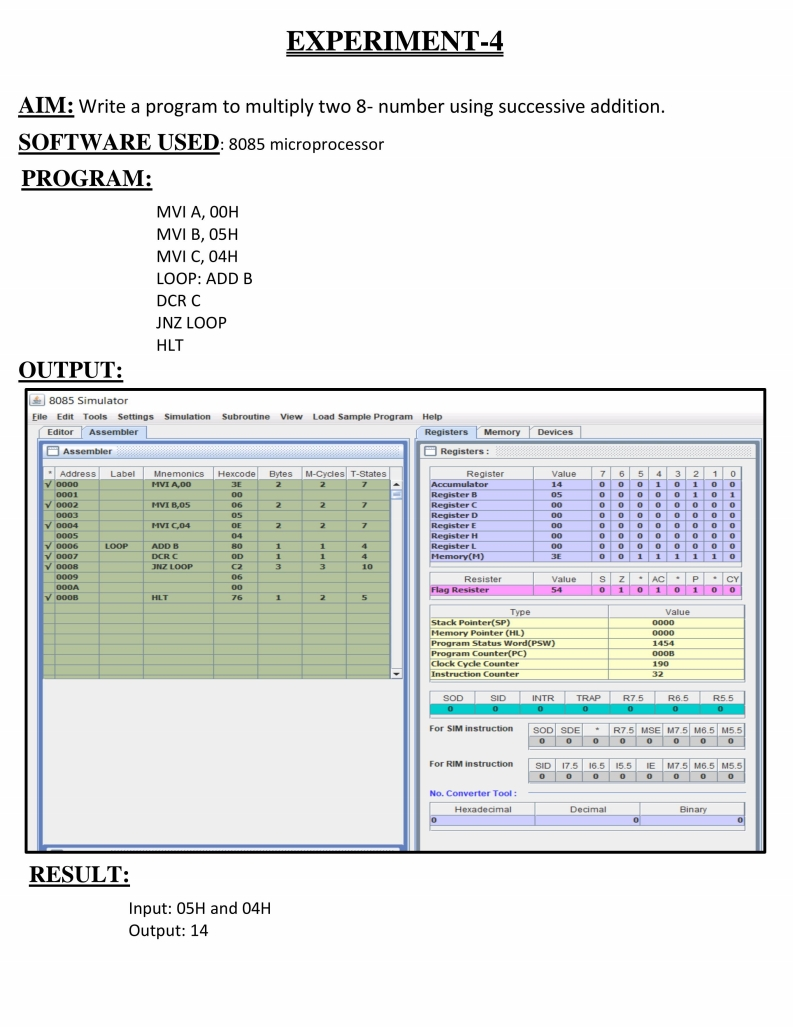 EXPERIMENT-4
AIM: Write a program to multiply two 8- number using successive addition.
SOFTWARE USED: 8085 microprocessor
PROGRAM:
MVI A, 00H
MVI B, 05H
MVI C, 04H
LOOP: ADD B
DCR C
JNZ LOOP
HLT
OUTPUT:
8085 Simulator
File Edit Tools Settings Simulation Subroutine View Load Sample Program Help
Editor Assembler
Assembler
* Address Label Mnemonics Hexcode Bytes M-Cycles T-States
√ 0000 MVI A,00 3E 2 2 7
0001 00
√ 0002 MVI B,05 06 2 2 7
0003 05
√ 0004 MVI C,04 0E 2 2 7
0005 04
√ 0006 LOOP ADD B 80 1 1 4
√ 0007 DCR C 0D 1 1 4
√ 0008 JNZ LOOP C2 3 3 10
0009 06
000A 00
√ 000B HLT 76 1 2 5
Registers Memory Devices
Registers :
Register Value 7 6 5 4 3 2 1 0
Accumulator 14 0 0 0 1 0 1 0 0
Register B 05 0 0 0 0 0 1 0 1
Register C 00 0 0 0 0 0 0 0 0
Register D 00 0 0 0 0 0 0 0 0
Register E 00 0 0 0 0 0 0 0 0
Register H 00 0 0 0 0 0 0 0 0
Register L 00 0 0 0 0 0 0 0 0
Memory(M) 3E 0 0 1 1 1 1 1 0
Resister Value S Z * AC * P * CY
Flag Resister 54 0 1 0 1 0 1 0 0
Type Value
Stack Pointer(SP) 0000
Memory Pointer (HL) 0000
Program Status Word(PSW) 1454
Program Counter(PC) 000B
Clock Cycle Counter 190
Instruction Counter 32
SOD SID INTR TRAP R7.5 R6.5 R5.5
0 0 0 0 0 0 0
For SIM instruction SOD SDE * R7.5 MSE M7.5 M6.5 M5.5
0 0 0 0 0 0 0 0
For RIM instruction SID I7.5 I6.5 I5.5 IE M7.5 M6.5 M5.5
0 0 0 0 0 0 0 0
No. Converter Tool :
Hexadecimal Decimal Binary
0 0 0
RESULT:
Input: 05H and 04H
Output: 14